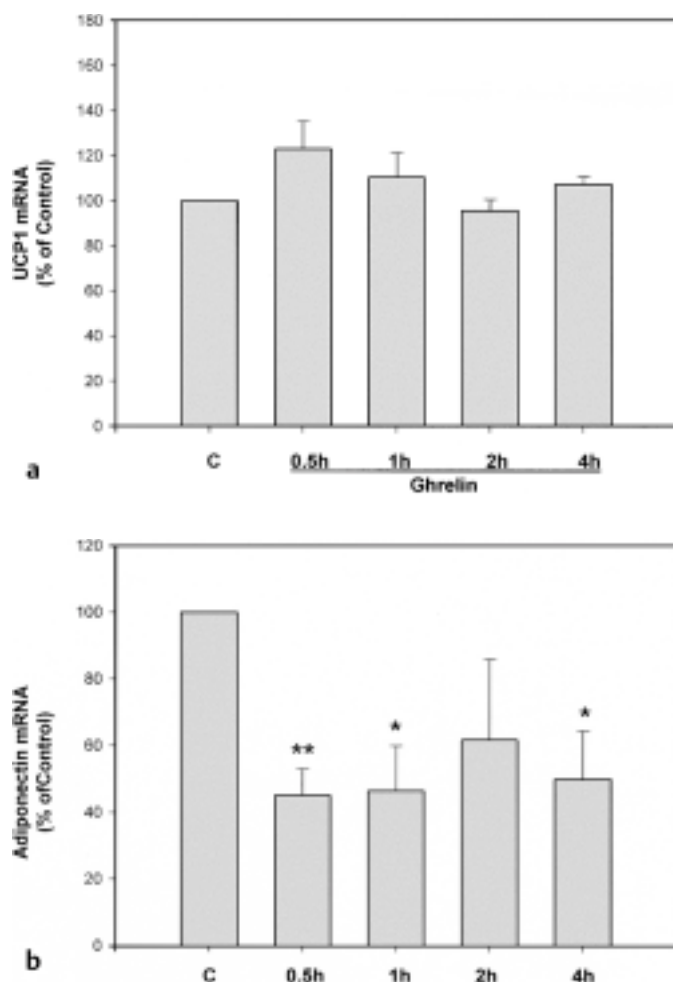 180
160
140
120
100
80
60
40
20
0
UCP1 mRNA
(% of Control)
C 0.5h 1h 2h 4h
Ghrelin
a
120
100
80
60
40
20
0
Adiponectin mRNA
(% ofControl)
** * *
C 0.5h 1h 2h 4h
b